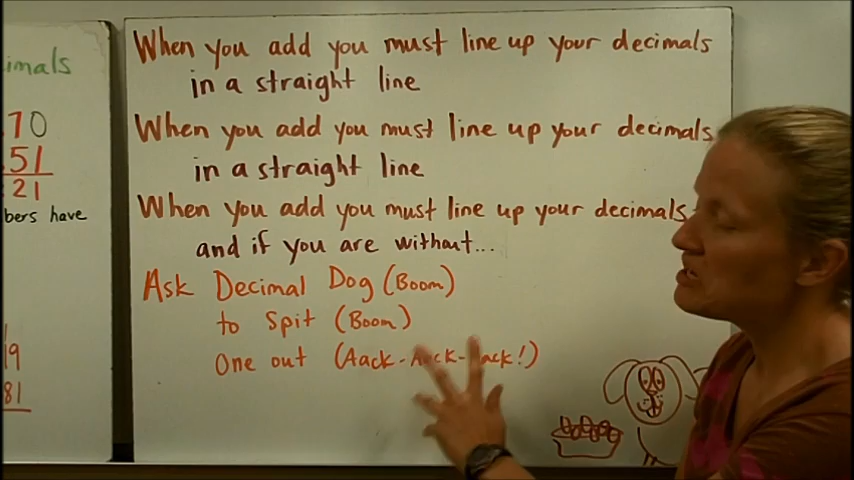 imals
70
51
21
bers have
19
81
When you add you must line up your decimals
in a straight line
When you add you must line up your decimals
in a straight line
When you add you must line up your decimals
and if you are without...
Ask Decimal Dog (Boom)
to Spit (Boom)
One out (Aack-Aack-Aack!)